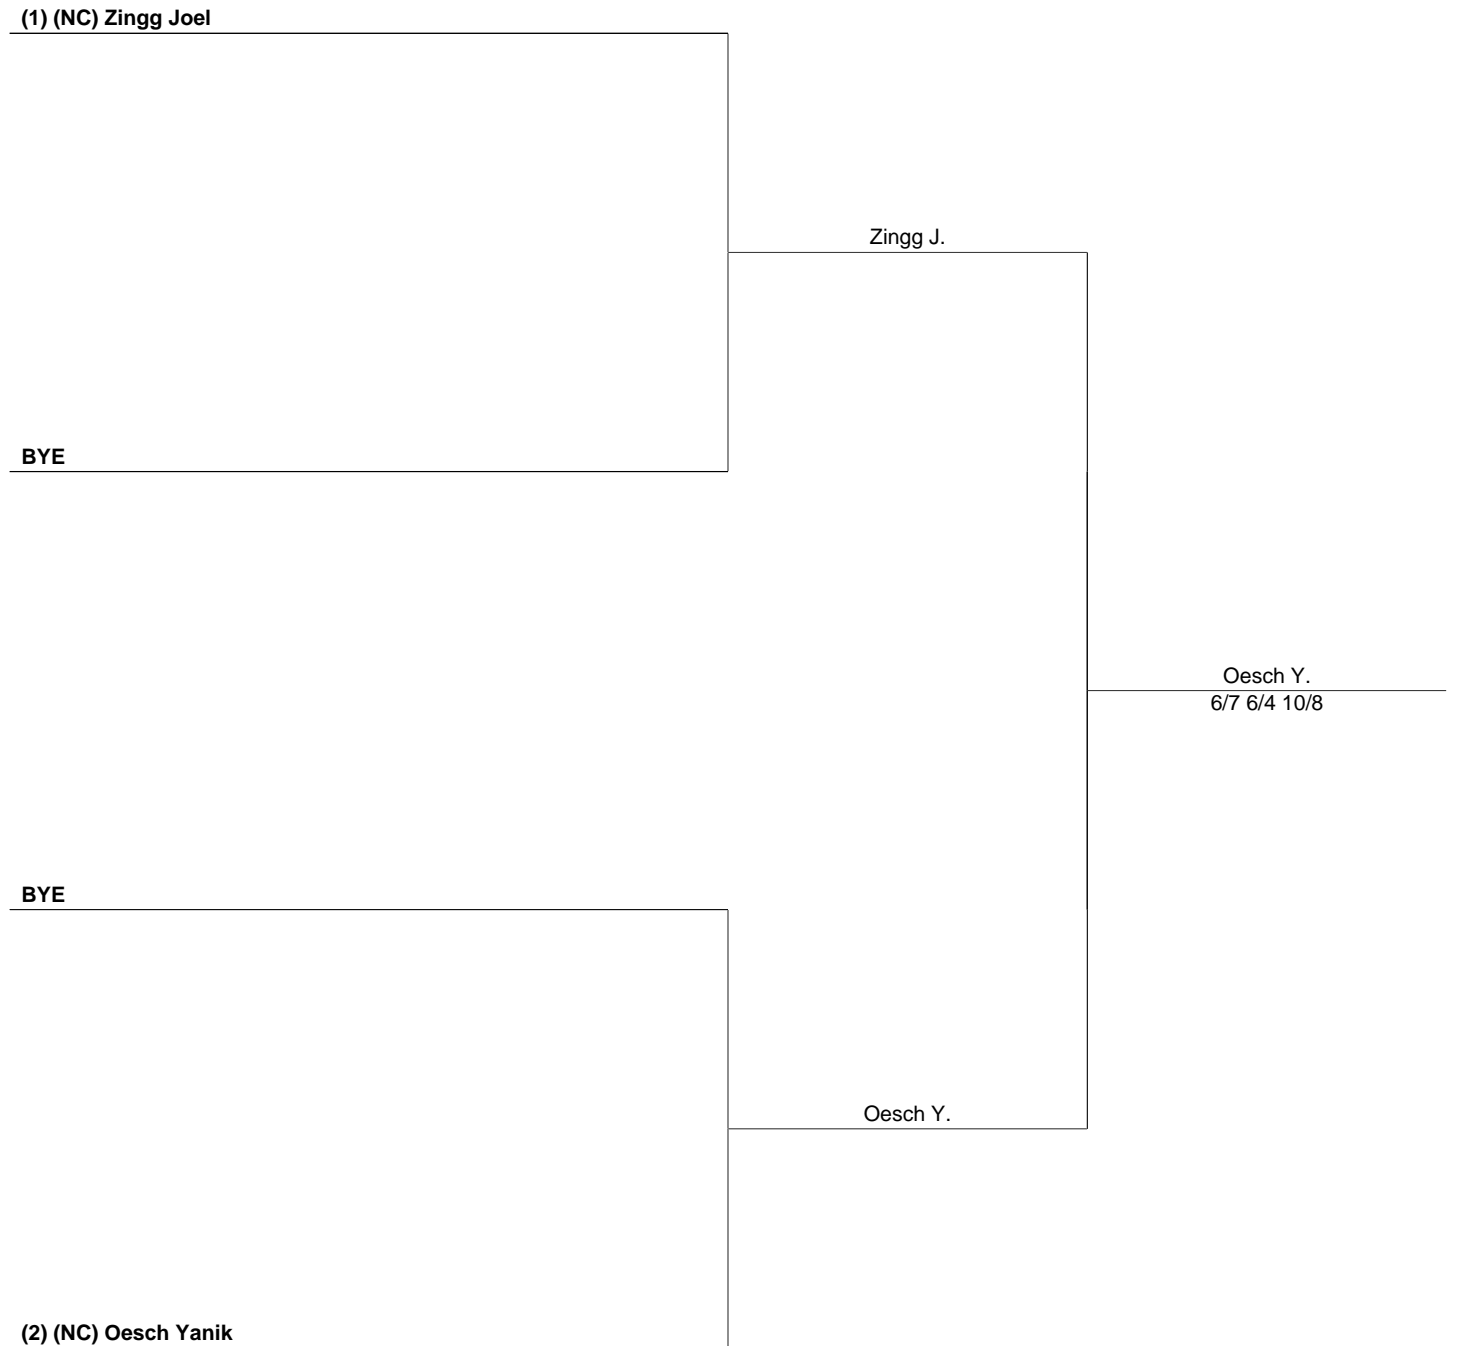 (1) (NC) Zingg Joel
Zingg J.
BYE
Oesch Y.
6/7 6/4 10/8
BYE
Oesch Y.
(2) (NC) Oesch Yanik